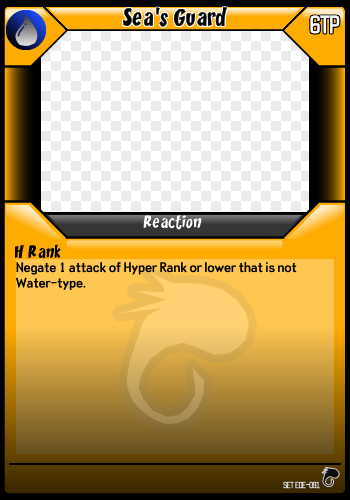 Sea's Guard
6TP
Reaction
H Rank
Negate 1 attack of Hyper Rank or lower that is not
Water-type.
SET EDE-091